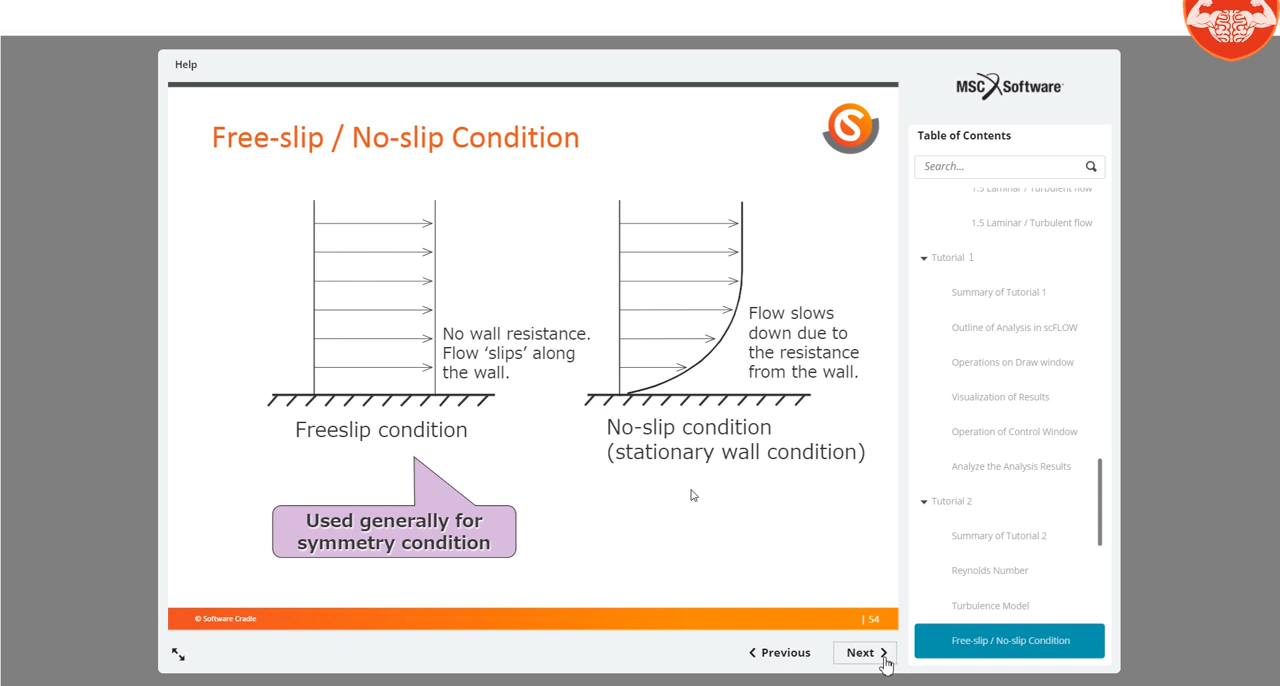 Help
MSC Software
Free-slip / No-slip Condition
Table of Contents
Search...
1.5 Laminar / Turbulent flow
1.5 Laminar / Turbulent flow
Tutorial 1
Summary of Tutorial 1
Outline of Analysis in scFLOW
Operations on Draw window
Visualization of Results
Operation of Control Window
Analyze the Analysis Results
Tutorial 2
Summary of Tutorial 2
Reynolds Number
Turbulence Model
Free-slip / No-slip Condition
No wall resistance.
Flow ‘slips’ along
the wall.
Freeslip condition
Used generally for
symmetry condition
Flow slows
down due to
the resistance
from the wall.
No-slip condition
(stationary wall condition)
© Software Cradle
| 54
Previous
Next